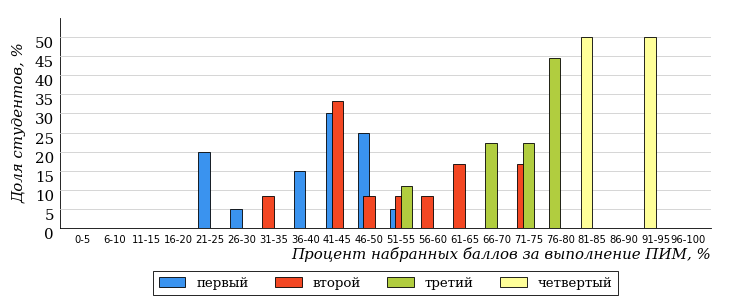 Доля студентов, %
50
45
40
35
30
25
20
15
10
5
0
0-5 6-10 11-15 16-20 21-25 26-30 31-35 36-40 41-45 46-50 51-55 56-60 61-65 66-70 71-75 76-80 81-85 86-90 91-95 96-100
Процент набранных баллов за выполнение ПИМ, %
первый второй третий четвертый